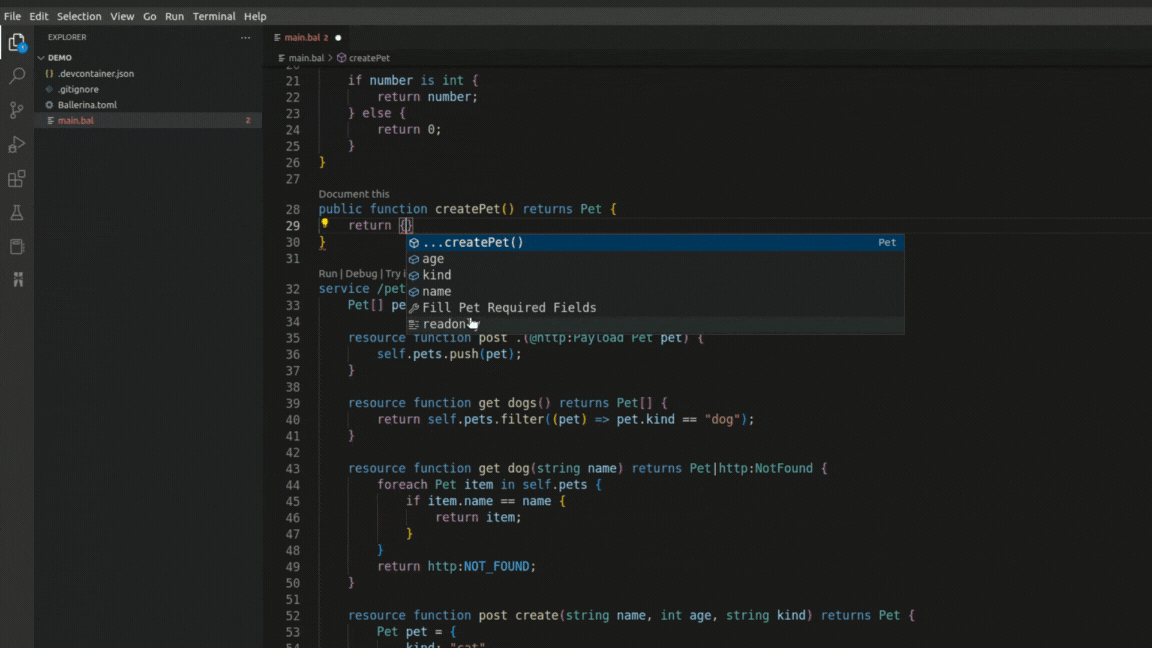 File Edit Selection View Go Run Terminal Help
EXPLORER ...
DEMO
.devcontainer.json
.gitignore
Ballerina.toml
main.bal 2
main.bal 2
main.bal > createPet
20
21 if number is int {
22 return number;
23 } else {
24 return 0;
25 }
26 }
27
Document this
28 public function createPet() returns Pet {
29 return {}
30 }
...createPet() Pet
age
kind
name
Fill Pet Required Fields
31
Run | Debug | Try i
32 service /pet
33 Pet[] pe
34
35 resource function post .(@http:Payload Pet pet) {
36 self.pets.push(pet);
37 }
38
39 resource function get dogs() returns Pet[] {
40 return self.pets.filter((pet) => pet.kind == "dog");
41 }
42
43 resource function get dog(string name) returns Pet|http:NotFound {
44 foreach Pet item in self.pets {
45 if item.name == name {
46 return item;
47 }
48 }
49 return http:NOT_FOUND;
50 }
51
52 resource function post create(string name, int age, string kind) returns Pet {
53 Pet pet = {
54 kind: "cat"